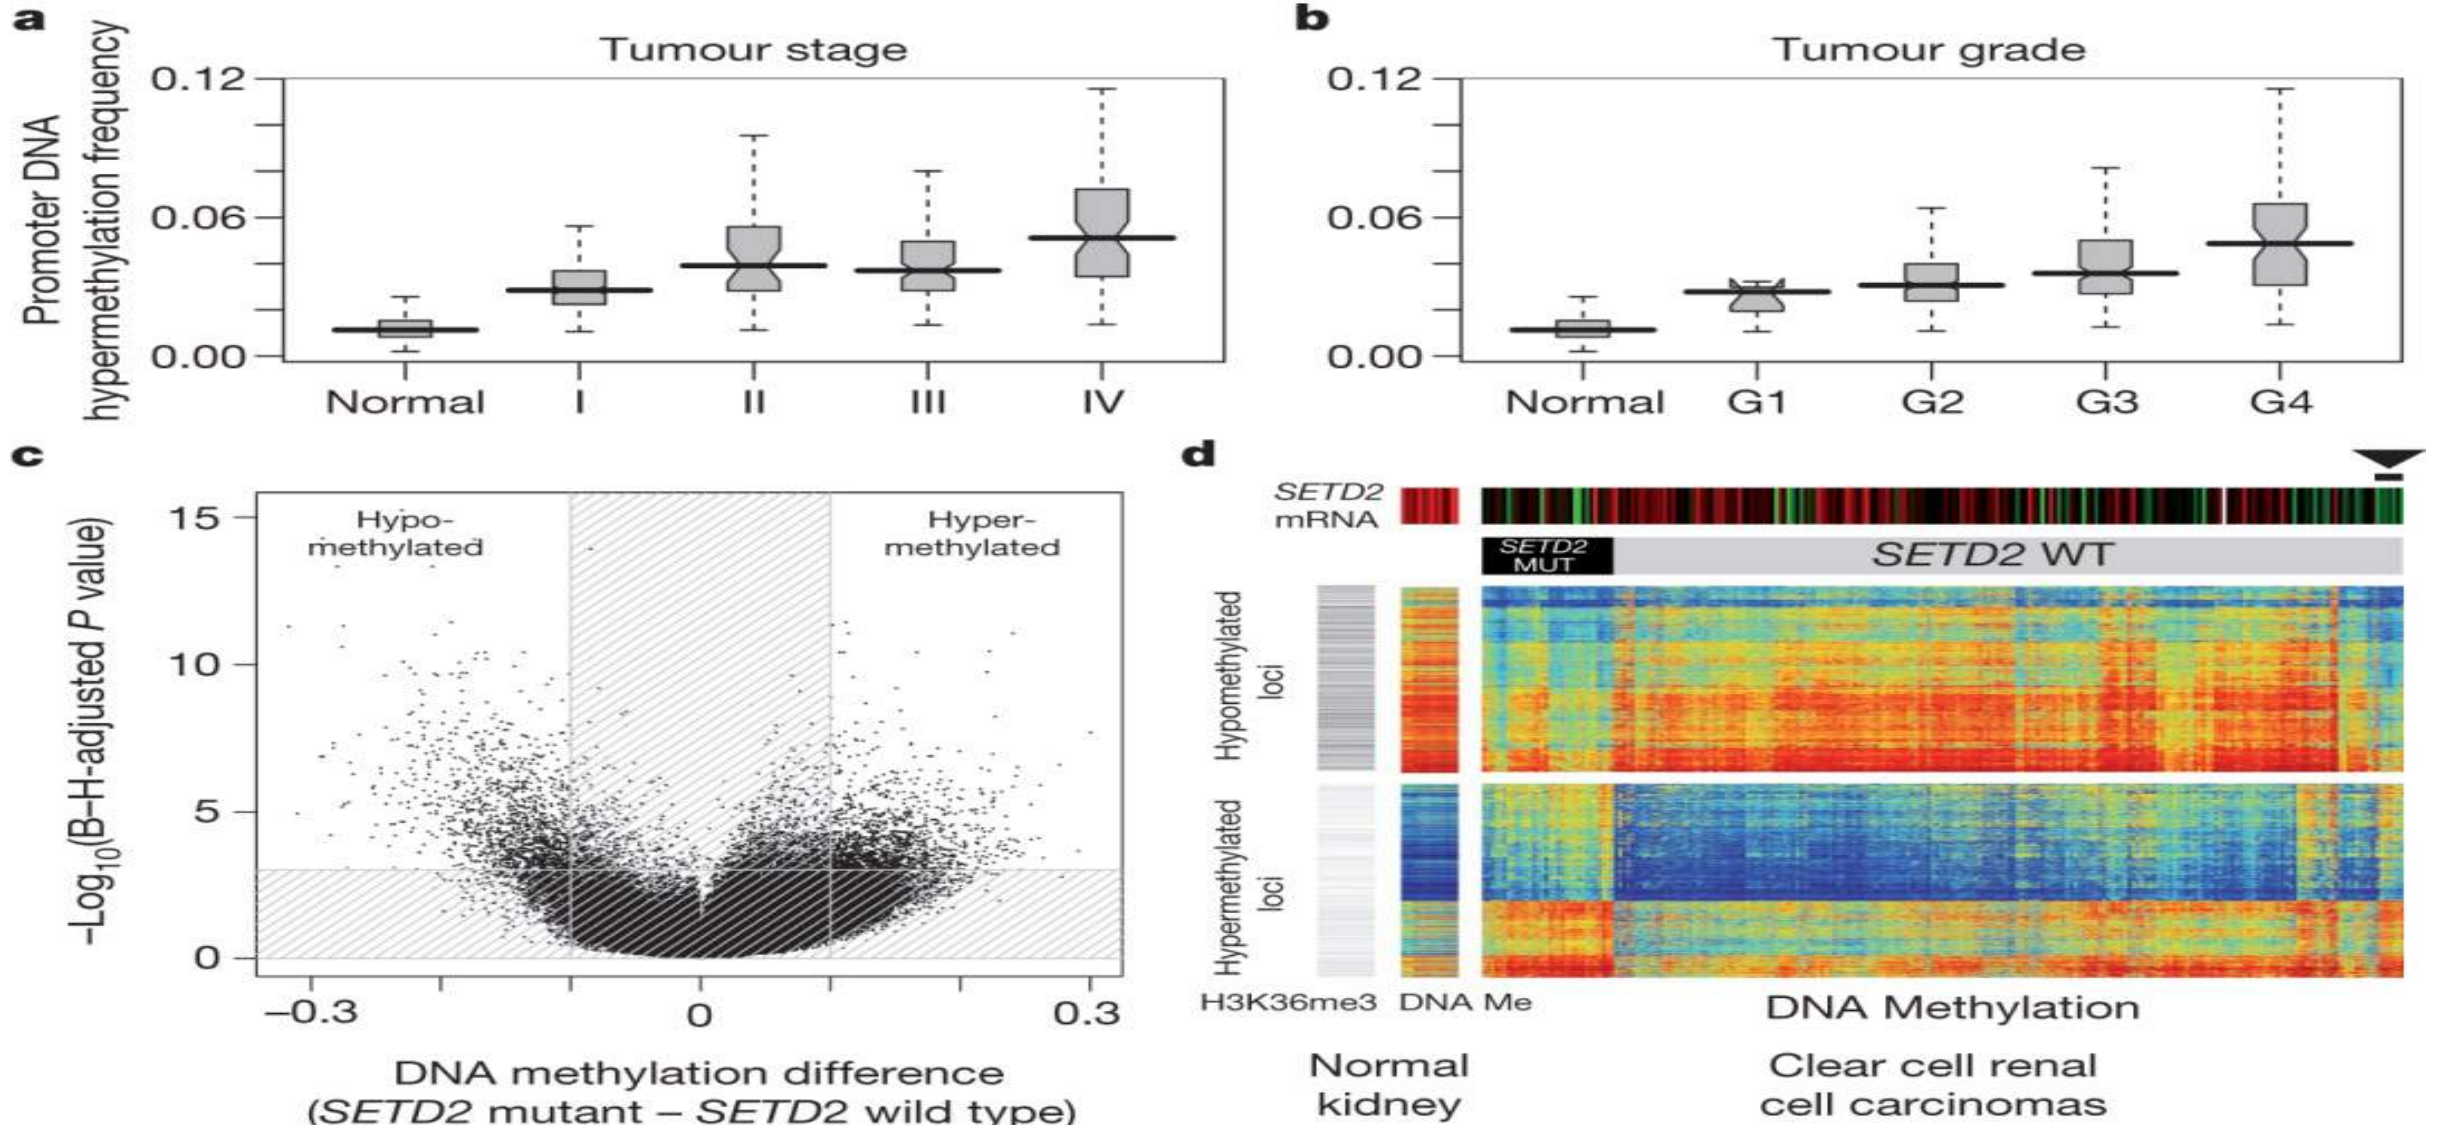 a
Tumour stage
Promoter DNA
hypermethylation frequency
0.12
0.06
0.00
Normal
I
II
III
IV
b
Tumour grade
0.12
0.06
0.00
Normal
G1
G2
G3
G4
c
–Log10(B–H-adjusted P value)
15
10
5
0
Hypo-
methylated
Hyper-
methylated
–0.3
0
0.3
DNA methylation difference
(SETD2 mutant – SETD2 wild type)
d
SETD2
mRNA
SETD2
MUT
SETD2 WT
Hypomethylated
loci
Hypermethylated
loci
H3K36me3
DNA Me
DNA Methylation
Normal
kidney
Clear cell renal
cell carcinomas